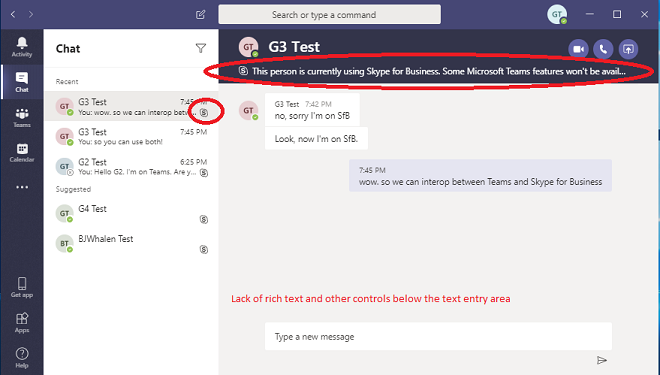 Search or type a command
GT
Activity
Chat
Teams
Calendar
Get app
Apps
Help
Chat
Recent
GT
G3 Test
7:45 PM
You: wow. so we can interop betw...
GT
G3 Test
7:45 PM
You: so you can use both!
GT
G2 Test
6:25 PM
You: Hello G2. I'm on Teams. Are y...
Suggested
GT
G4 Test
BT
BJWhalen Test
GT
G3 Test
This person is currently using Skype for Business. Some Microsoft Teams features won't be avail...
GT
G3 Test 7:42 PM
no, sorry I'm on SfB
Look, now I'm on SfB.
7:45 PM
wow. so we can interop between Teams and Skype for Business
Lack of rich text and other controls below the text entry area
Type a new message